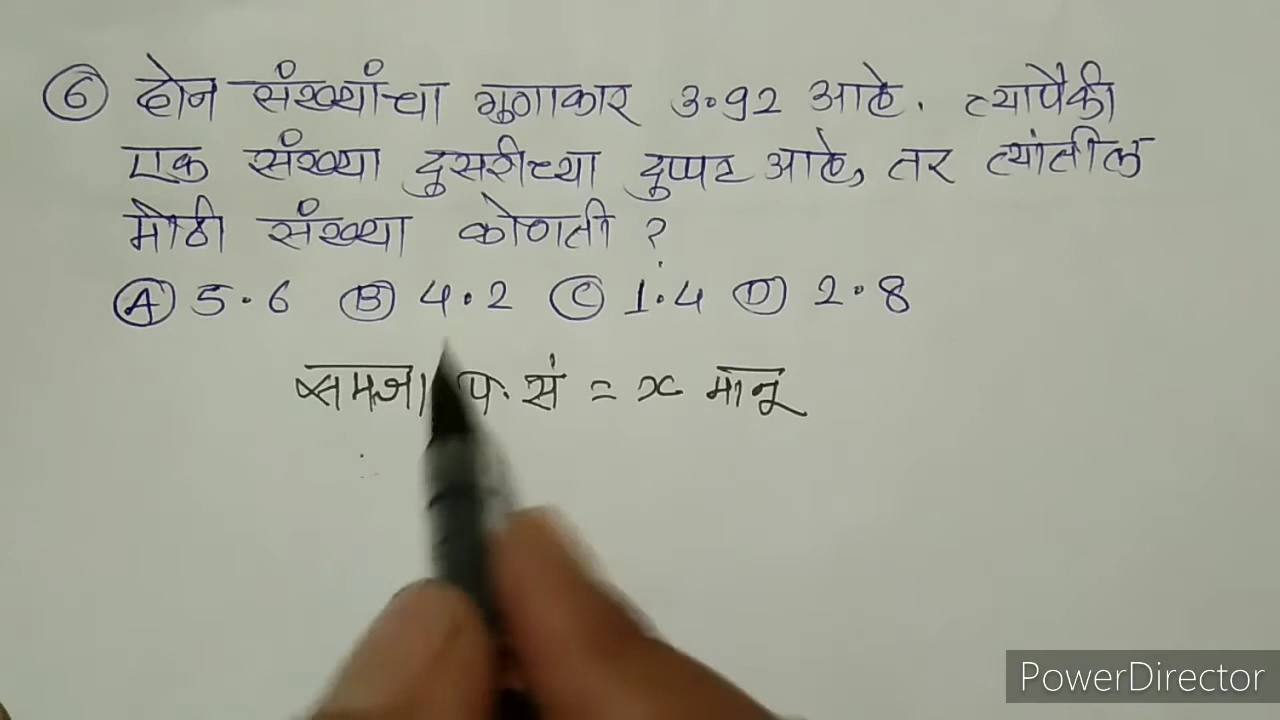 ⑥ दोन संख्यांचा गुणाकार 3.92 आहे. त्यापैकी
एक संख्या दुसरीच्या दुप्पट आहे, तर त्यांतील
मोठी संख्या कोणती ?
Ⓐ 5.6 Ⓑ 4.2 Ⓒ 1.4 Ⓓ 2.8
समजा प. सं = x मानू
PowerDirector